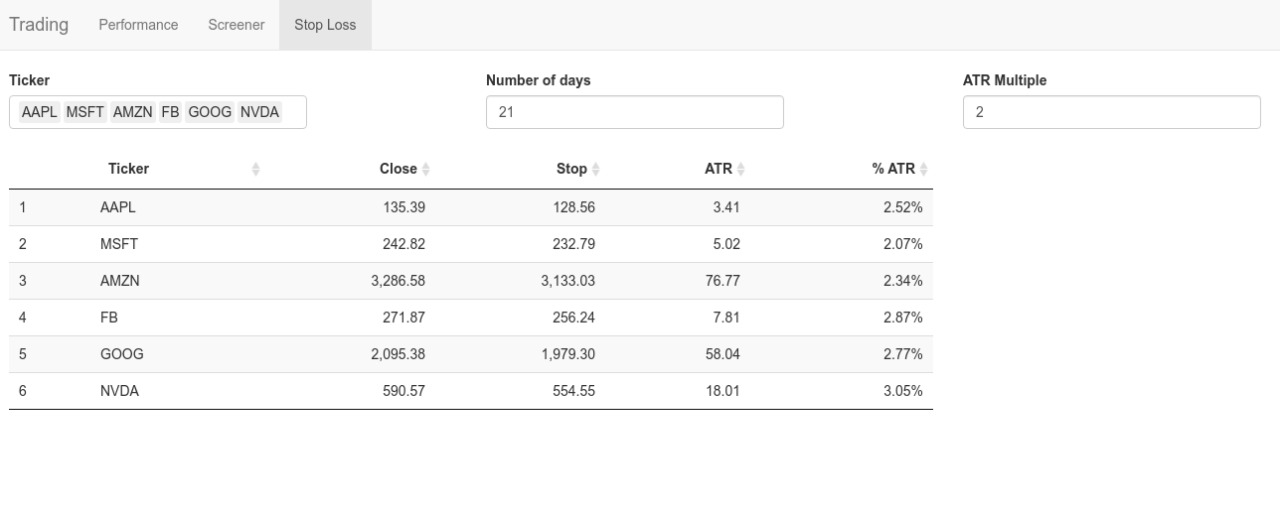 Trading Performance Screener Stop Loss
Ticker Number of days ATR Multiple
AAPL MSFT AMZN FB GOOG NVDA 21 2
Ticker Close Stop ATR % ATR
1 AAPL 135.39 128.56 3.41 2.52%
2 MSFT 242.82 232.79 5.02 2.07%
3 AMZN 3,286.58 3,133.03 76.77 2.34%
4 FB 271.87 256.24 7.81 2.87%
5 GOOG 2,095.38 1,979.30 58.04 2.77%
6 NVDA 590.57 554.55 18.01 3.05%